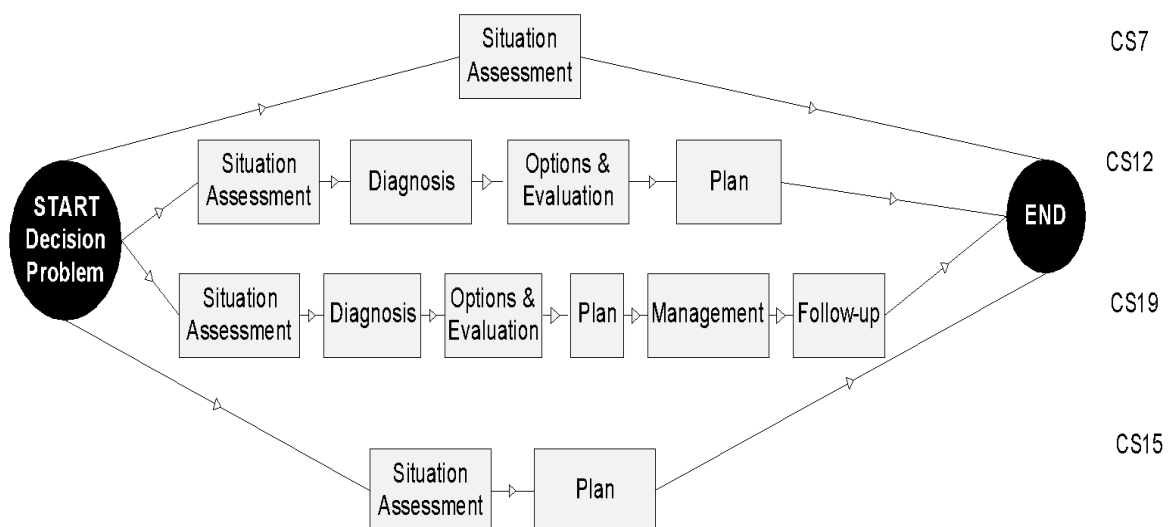 Situation
Assessment
CS7
Situation
Assessment
Diagnosis
Options &
Evaluation
Plan
CS12
START
Decision
Problem
END
Situation
Assessment
Diagnosis
Options &
Evaluation
Plan
Management
Follow-up
CS19
Situation
Assessment
Plan
CS15